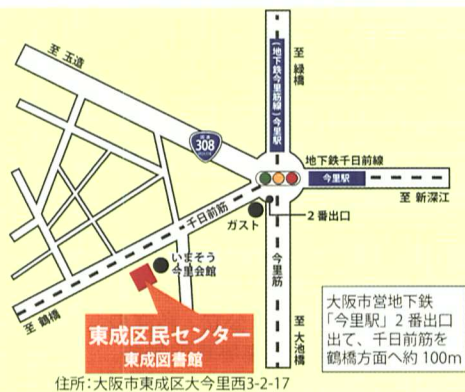 至 玉造
国道
308
(地下鉄今里筋線)今里駅
至 緑橋
地下鉄千日前線
今里駅
至 新深江
2番出口
千日前筋
ガスト
いまそう
今里会館
今里筋
至 鶴橋
東成区民センター
東成図書館
至 大池橋
大阪市営地下鉄
「今里駅」2番出口
出て、千日前筋を
鶴橋方面へ約100m
住所:大阪市東成区大今里西3-2-17